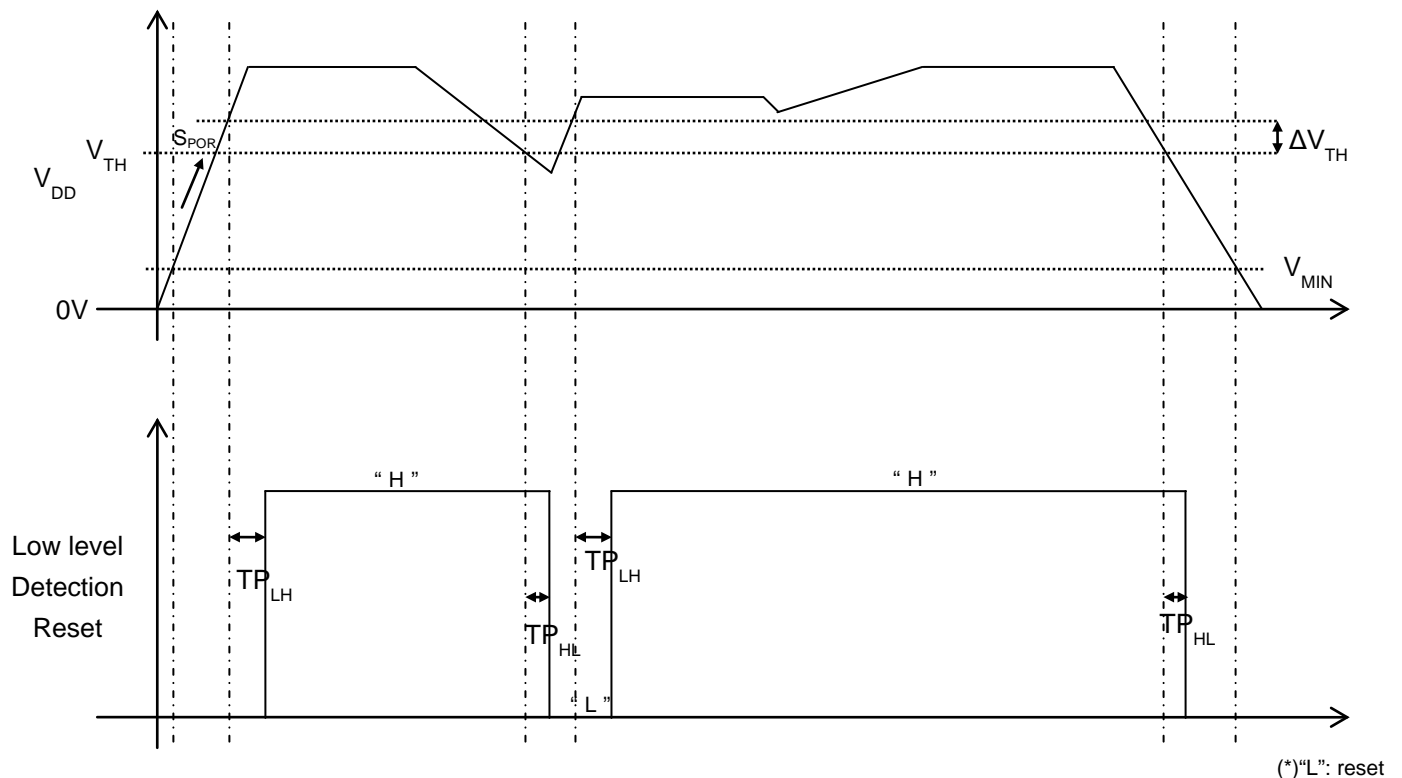 S_POR
V_TH
ΔV_TH
V_DD
V_MIN
0V
“ H ”
“ H ”
Low level
Detection
Reset
TP_LH
TP_HL
TP_LH
TP_HL
“ L ”
(*)“L”: reset